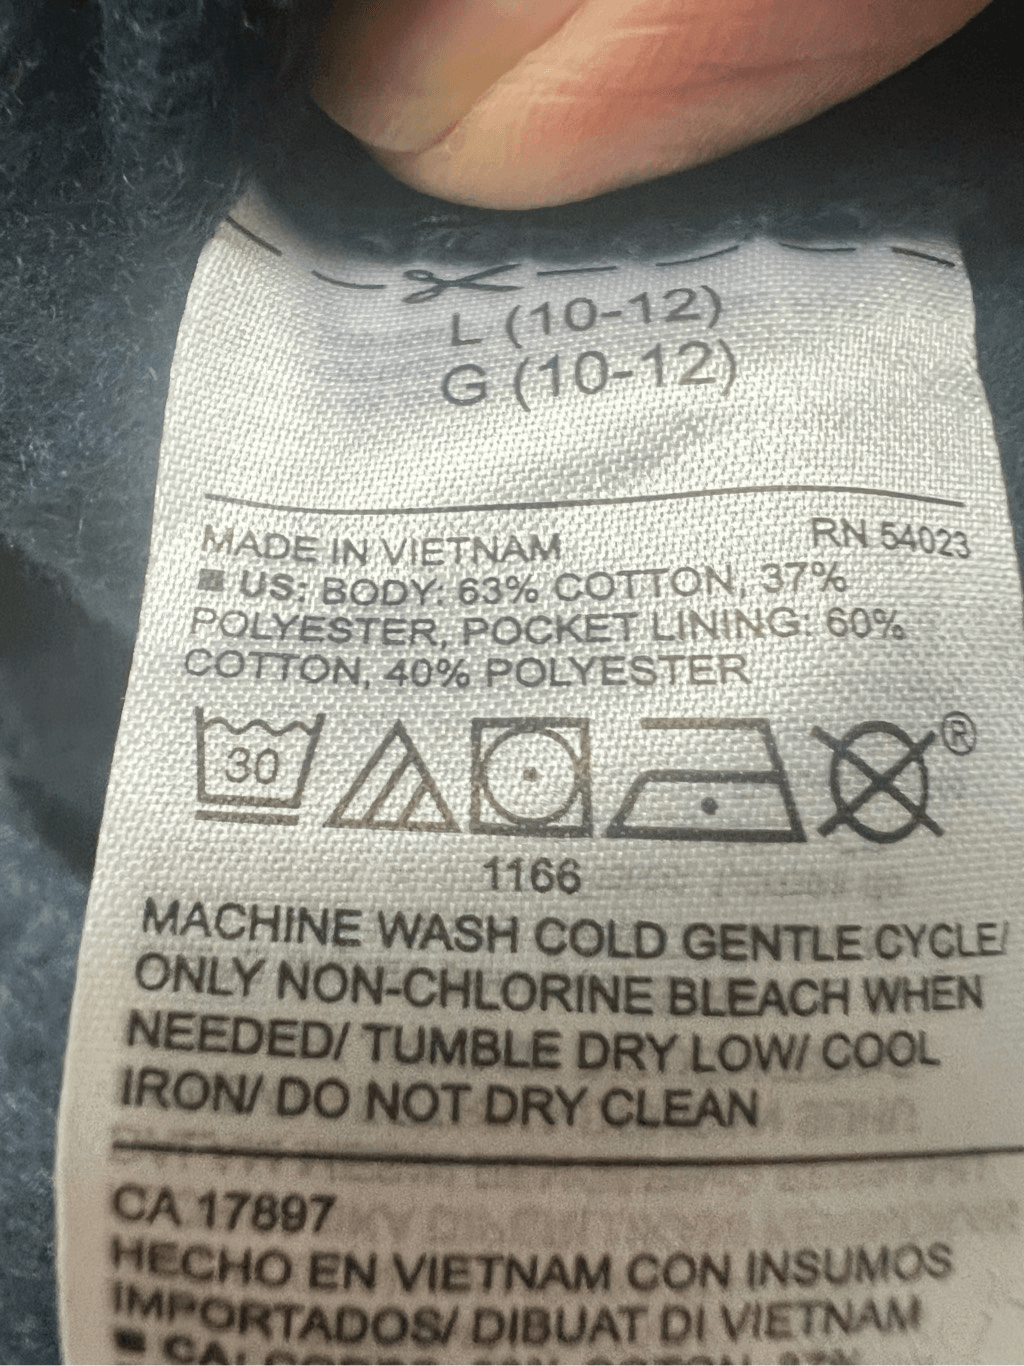 L (10-12)
G (10-12)
MADE IN VIETNAM RN 54023
US: BODY: 63% COTTON, 37%
POLYESTER, POCKET LINING: 60%
COTTON, 40% POLYESTER
30 ®
1166
MACHINE WASH COLD GENTLE CYCLE/
ONLY NON-CHLORINE BLEACH WHEN
NEEDED/ TUMBLE DRY LOW/ COOL
IRON/ DO NOT DRY CLEAN
CA 17897
HECHO EN VIETNAM CON INSUMOS
IMPORTADOS/ DIBUAT DI VIETNAM